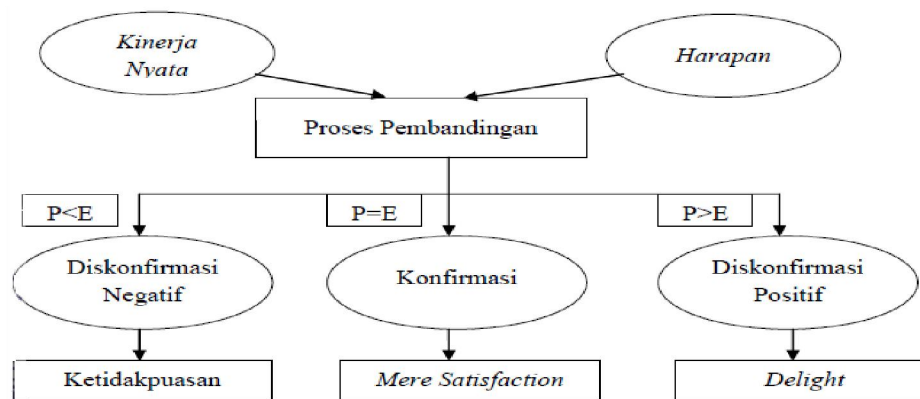 Kinerja
Nyata
Harapan
Proses Pembandingan
P<E
P=E
P>E
Diskonfirmasi
Negatif
Konfirmasi
Diskonfirmasi
Positif
Ketidakpuasan
Mere Satisfaction
Delight